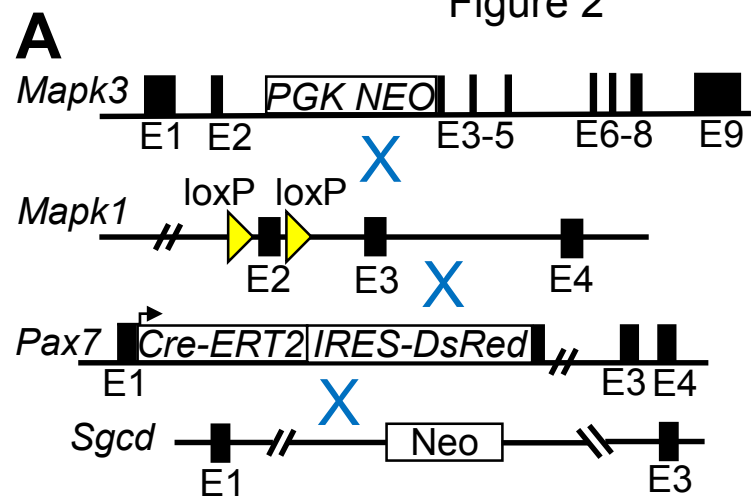 Figure 2
A
Mapk3
PGK NEO
E1 E2 E3-5 E6-8 E9
X
loxP loxP
Mapk1
E2 E3 E4
X
Pax7
Cre-ERT2 IRES-DsRed
E1 E3 E4
X
Sgcd
Neo
E1 E3